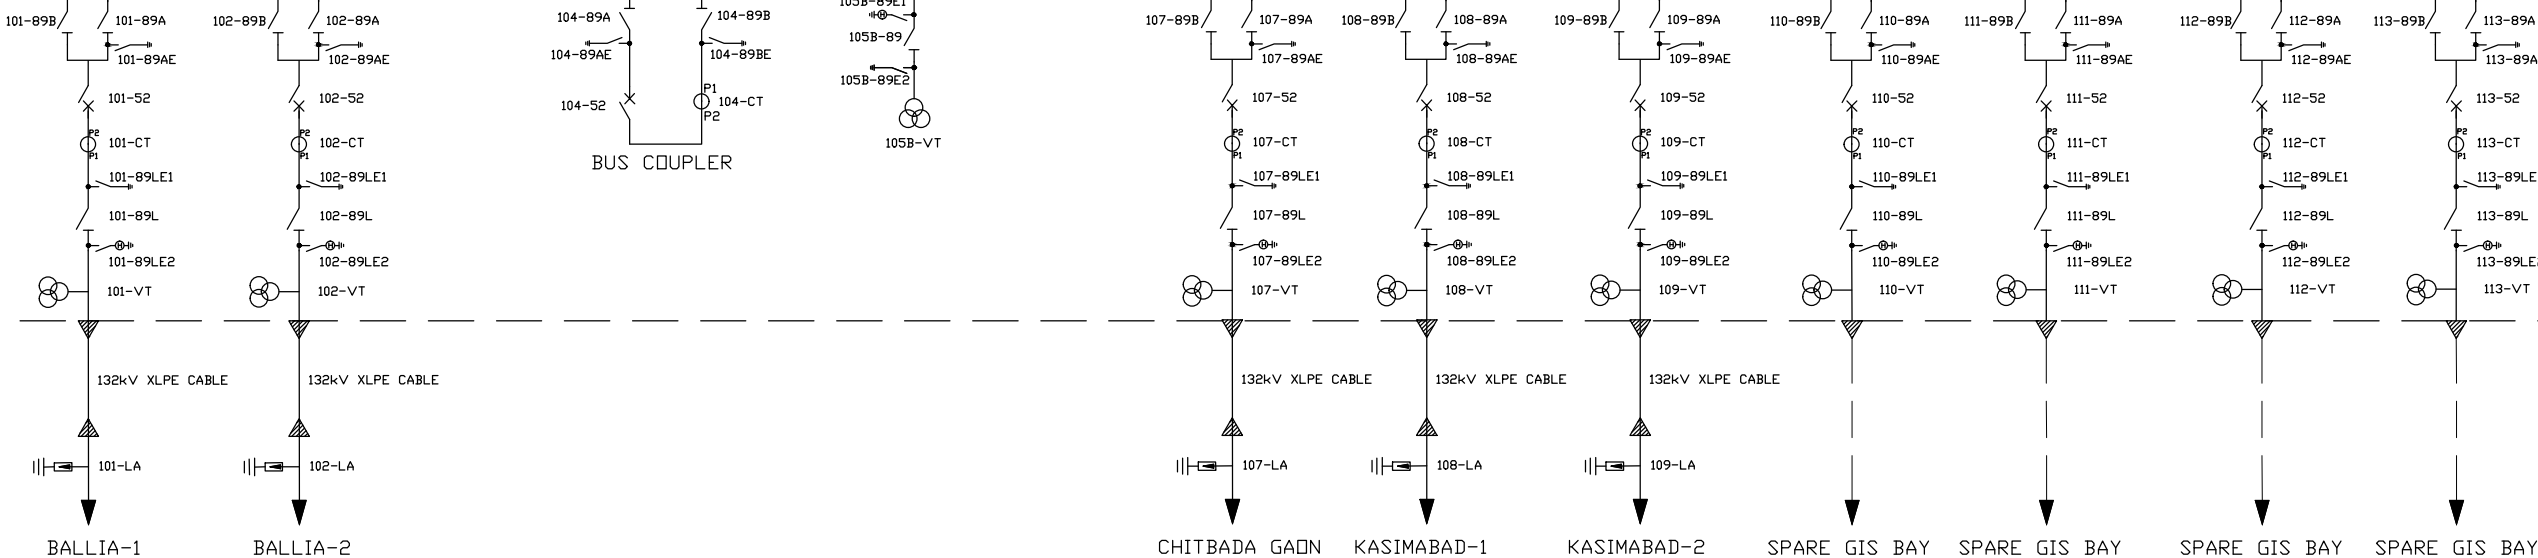 105B-89E1
101-89B 101-89A 102-89B 102-89A 104-89A 104-89B 107-89B 107-89A 108-89B 108-89A 109-89B 109-89A 110-89B 110-89A 111-89B 111-89A 112-89B 112-89A 113-89B 113-89A
105B-89
101-89AE 102-89AE 104-89AE 104-89BE 107-89AE 108-89AE 109-89AE 110-89AE 111-89AE 112-89AE 113-89A
105B-89E2
P1
101-52 102-52 104-52 104-CT 107-52 108-52 109-52 110-52 111-52 112-52 113-52
P2
P2 P2 P2 P2 P2 P2 P2 P2 P2
101-CT 102-CT 105B-VT 107-CT 108-CT 109-CT 110-CT 111-CT 112-CT 113-CT
P1 P1 P1 P1 P1 P1 P1 P1 P1
BUS COUPLER
101-89LE1 102-89LE1 107-89LE1 108-89LE1 109-89LE1 110-89LE1 111-89LE1 112-89LE1 113-89LE
101-89L 102-89L 107-89L 108-89L 109-89L 110-89L 111-89L 112-89L 113-89L
M M M M M M M M M
101-89LE2 102-89LE2 107-89LE2 108-89LE2 109-89LE2 110-89LE2 111-89LE2 112-89LE2 113-89LE2
101-VT 102-VT 107-VT 108-VT 109-VT 110-VT 111-VT 112-VT 113-VT
132kV XLPE CABLE 132kV XLPE CABLE 132kV XLPE CABLE 132kV XLPE CABLE 132kV XLPE CABLE
101-LA 102-LA 107-LA 108-LA 109-LA
BALLIA-1 BALLIA-2 CHITBADA GAON KASIMABAD-1 KASIMABAD-2 SPARE GIS BAY SPARE GIS BAY SPARE GIS BAY SPARE GIS BAY